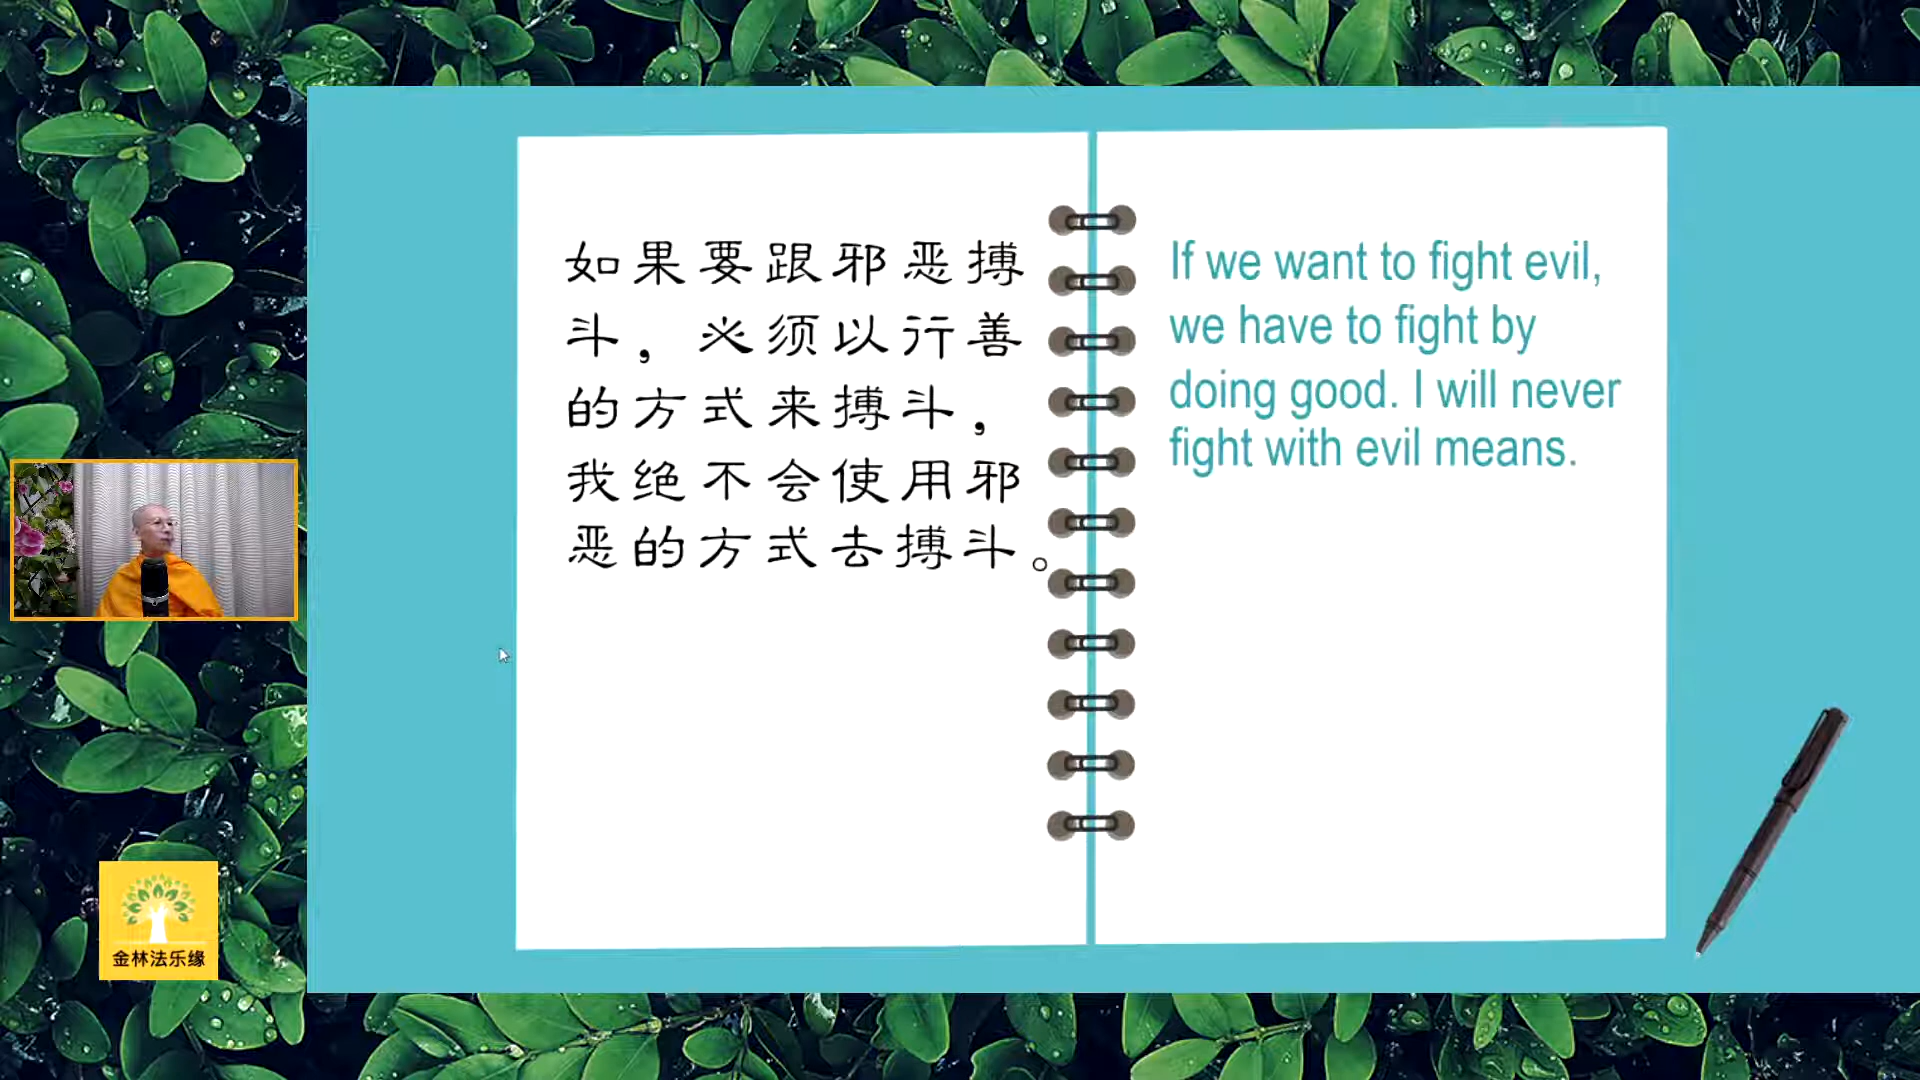 如果要跟邪恶搏
斗，必须以行善
的方式来搏斗，
我绝不会使用邪
恶的方式去搏斗。
If we want to fight evil,
we have to fight by
doing good. I will never
fight with evil means.
金林法乐缘